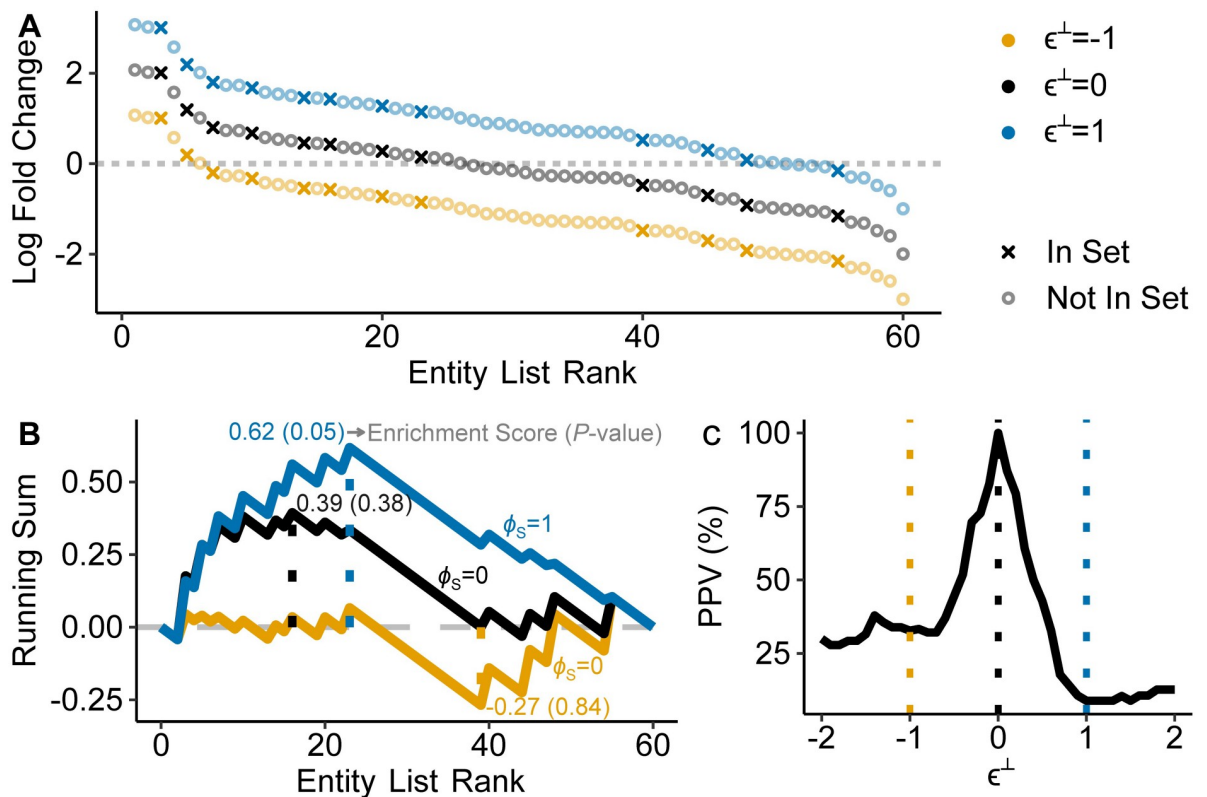 A
Log Fold Change
2
0
-2
0
20
40
60
Entity List Rank
ϵ⊥=-1
ϵ⊥=0
ϵ⊥=1
In Set
Not In Set
B
Running Sum
0.50
0.25
0.00
-0.25
0.62 (0.05)→Enrichment Score (P-value)
0.39 (0.38)
ϕS=1
ϕS=0
ϕS=0
-0.27 (0.84)
0
20
40
60
Entity List Rank
C
PPV (%)
100
75
50
25
-2
-1
0
1
2
ϵ⊥